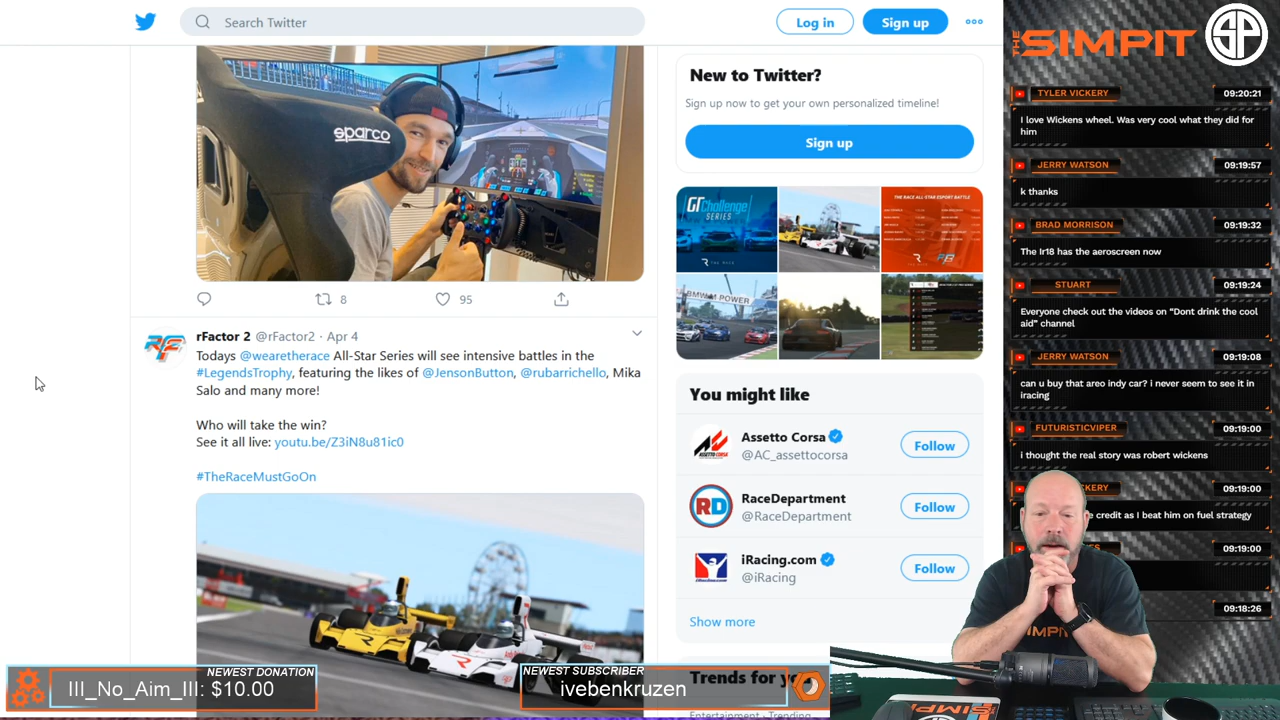 Search Twitter
Log in
Sign up
sparco
8
95
rFactor 2 @rFactor2 · Apr 4
Todays @wearetherace All-Star Series will see intensive battles in the
#LegendsTrophy, featuring the likes of @JensonButton, @rubarrichello, Mika
Salo and many more!
Who will take the win?
See it all live: youtu.be/Z3iN8u81ic0
#TheRaceMustGoOn
New to Twitter?
Sign up now to get your own personalized timeline!
Sign up
GT Challenge
SERIES
THE RACE ALL-STAR ESPORT BATTLE
BMW M POWER
You might like
Assetto Corsa
@AC_assettocorsa
Follow
RD
RaceDepartment
@RaceDepartment
Follow
iRacing.com
@iRacing
Follow
Show more
Trends for you
Entertainment · Trending
THE SIMPIT
SP
TYLER VICKERY 09:20:21
I love Wickens wheel. Was very cool what they did for
him
JERRY WATSON 09:19:57
k thanks
BRAD MORRISON 09:19:32
The Ir18 has the aeroscreen now
STUART 09:19:24
Everyone check out the videos on “Dont drink the cool
aid” channel
JERRY WATSON 09:19:08
can u buy that areo indy car? i never seem to see it in
iracing
FUTURISTICVIPER 09:19:00
i thought the real story was robert wickens
KERY 09:19:00
e credit as I beat him on fuel strategy
09:19:00
09:18:26
SIMPIT
NEWEST DONATION
III_No_Aim_III: $10.00
NEWEST SUBSCRIBER
ivebenkruzen